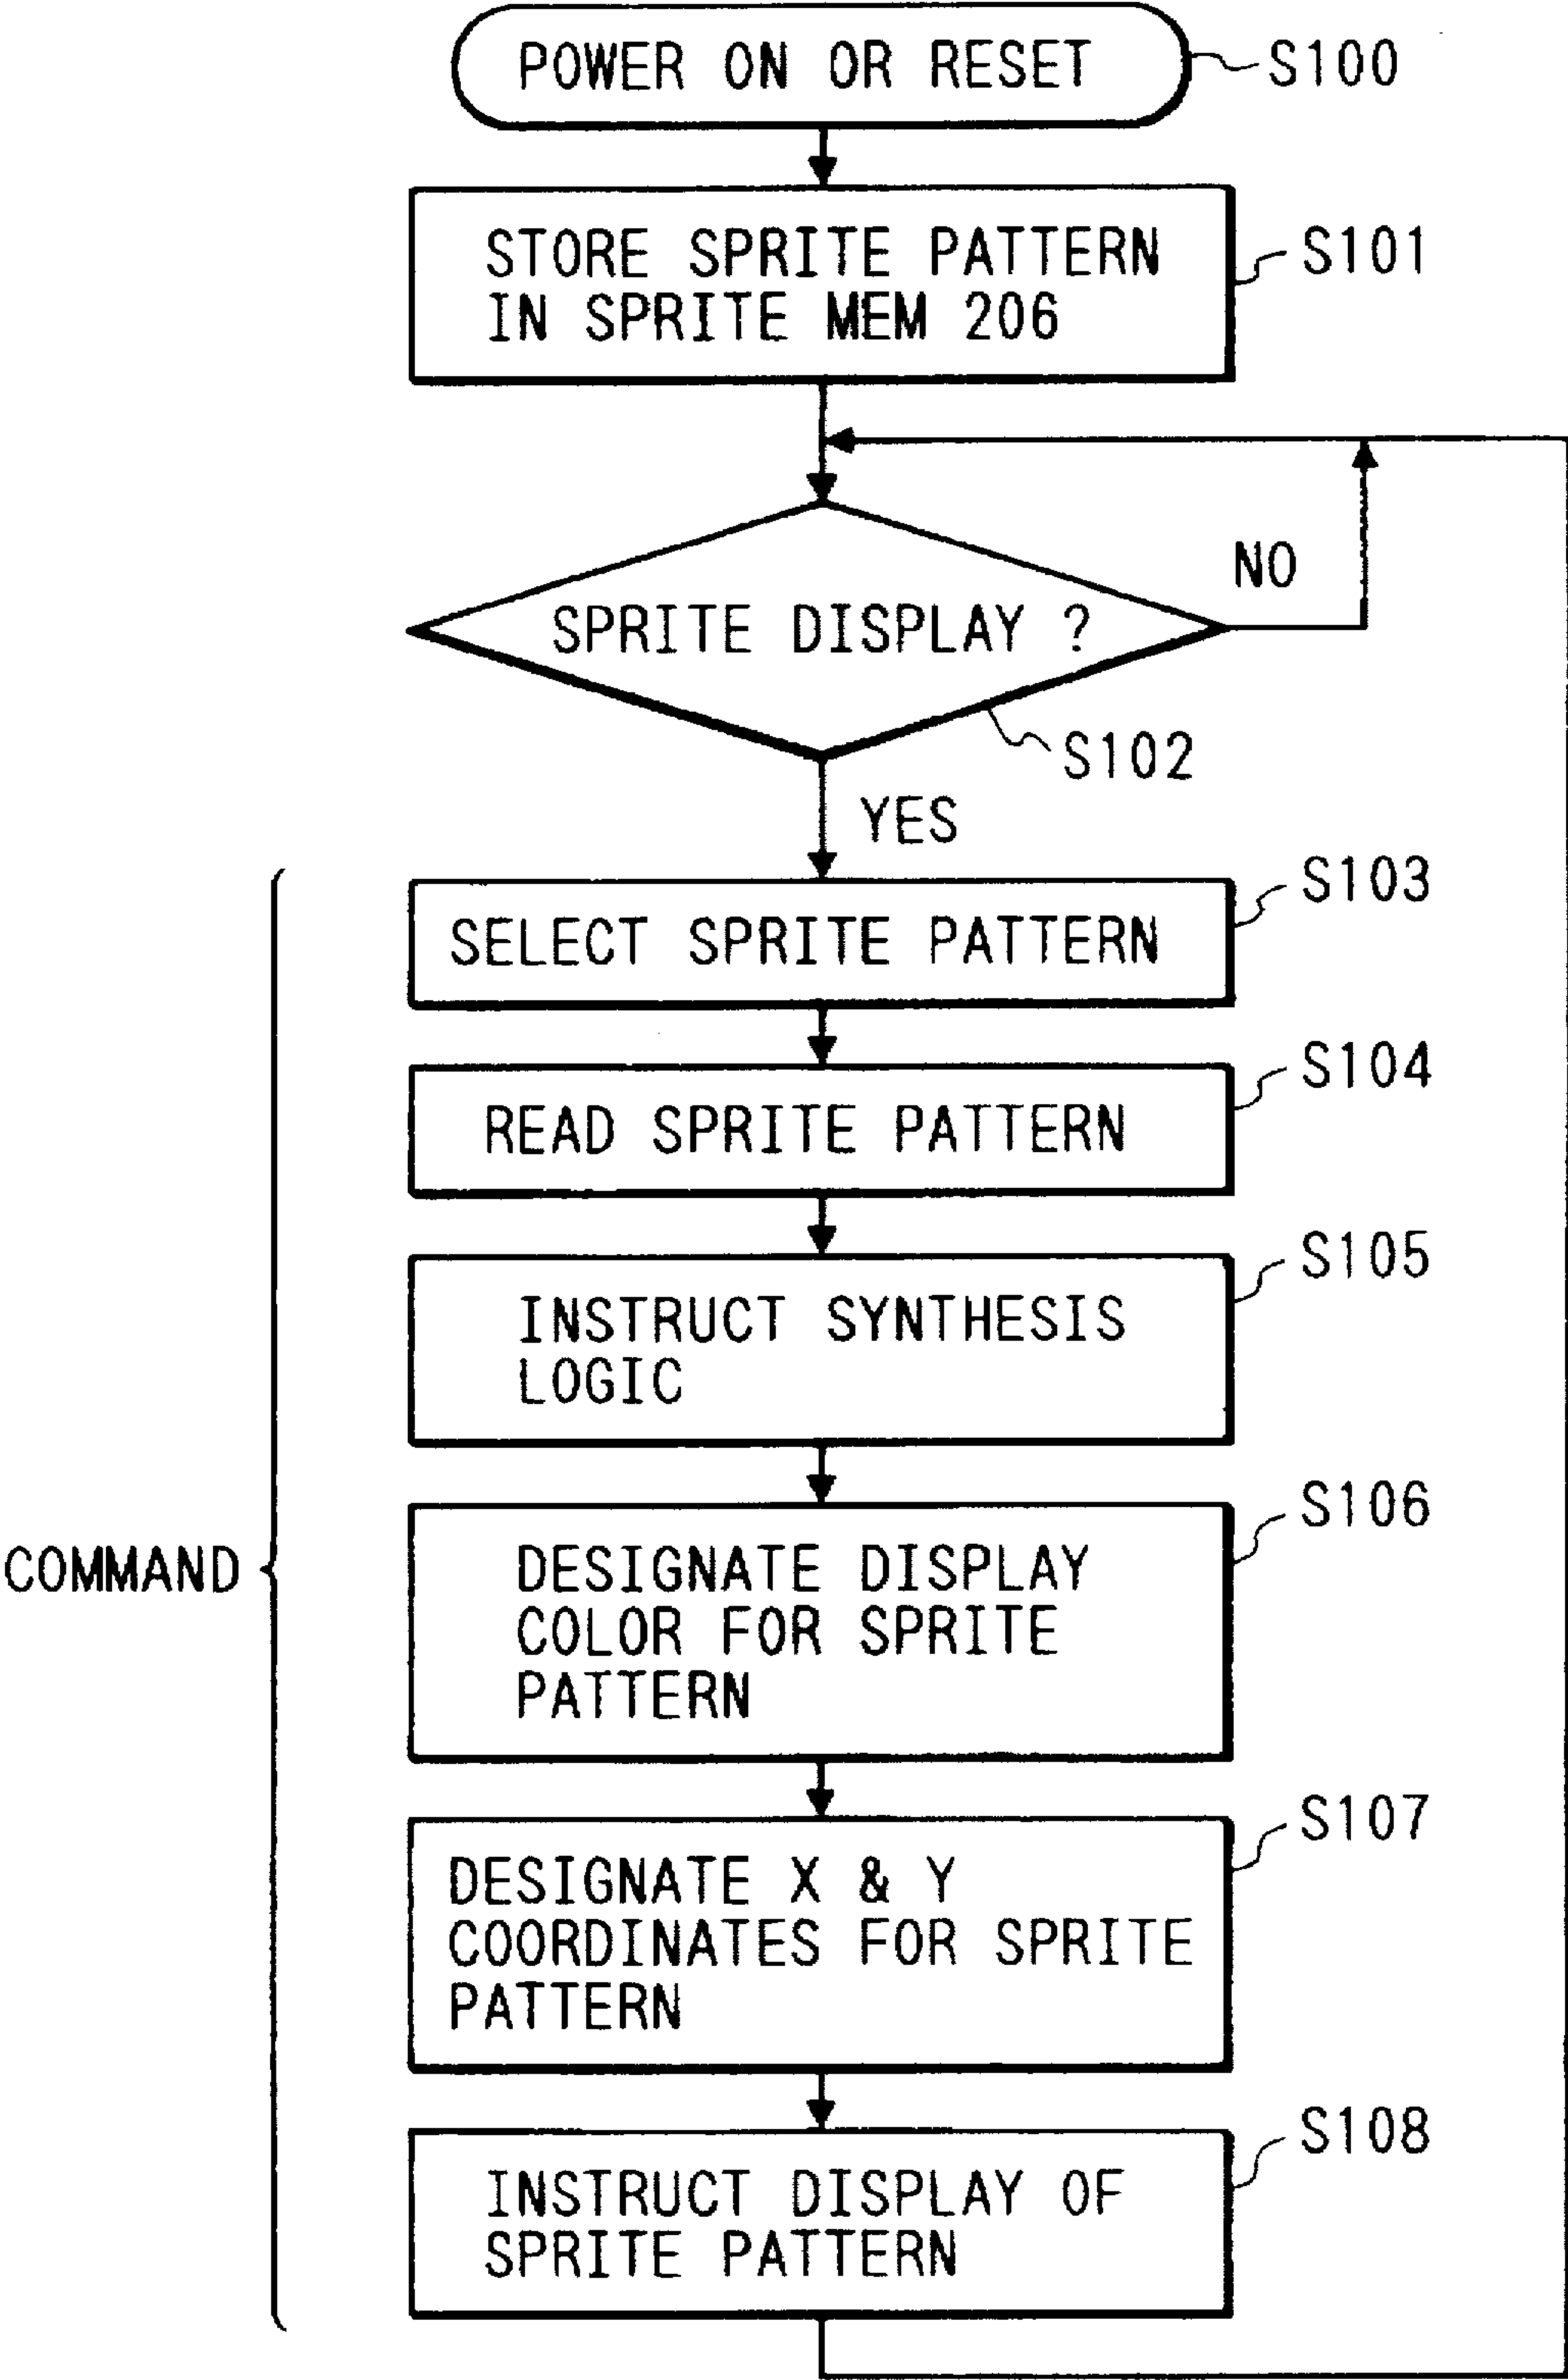 POWER ON OR RESET
S100
STORE SPRITE PATTERN
IN SPRITE MEM 206
S101
SPRITE DISPLAY ?
NO
S102
YES
COMMAND
SELECT SPRITE PATTERN
S103
READ SPRITE PATTERN
S104
INSTRUCT SYNTHESIS
LOGIC
S105
DESIGNATE DISPLAY
COLOR FOR SPRITE
PATTERN
S106
DESIGNATE X & Y
COORDINATES FOR SPRITE
PATTERN
S107
INSTRUCT DISPLAY OF
SPRITE PATTERN
S108